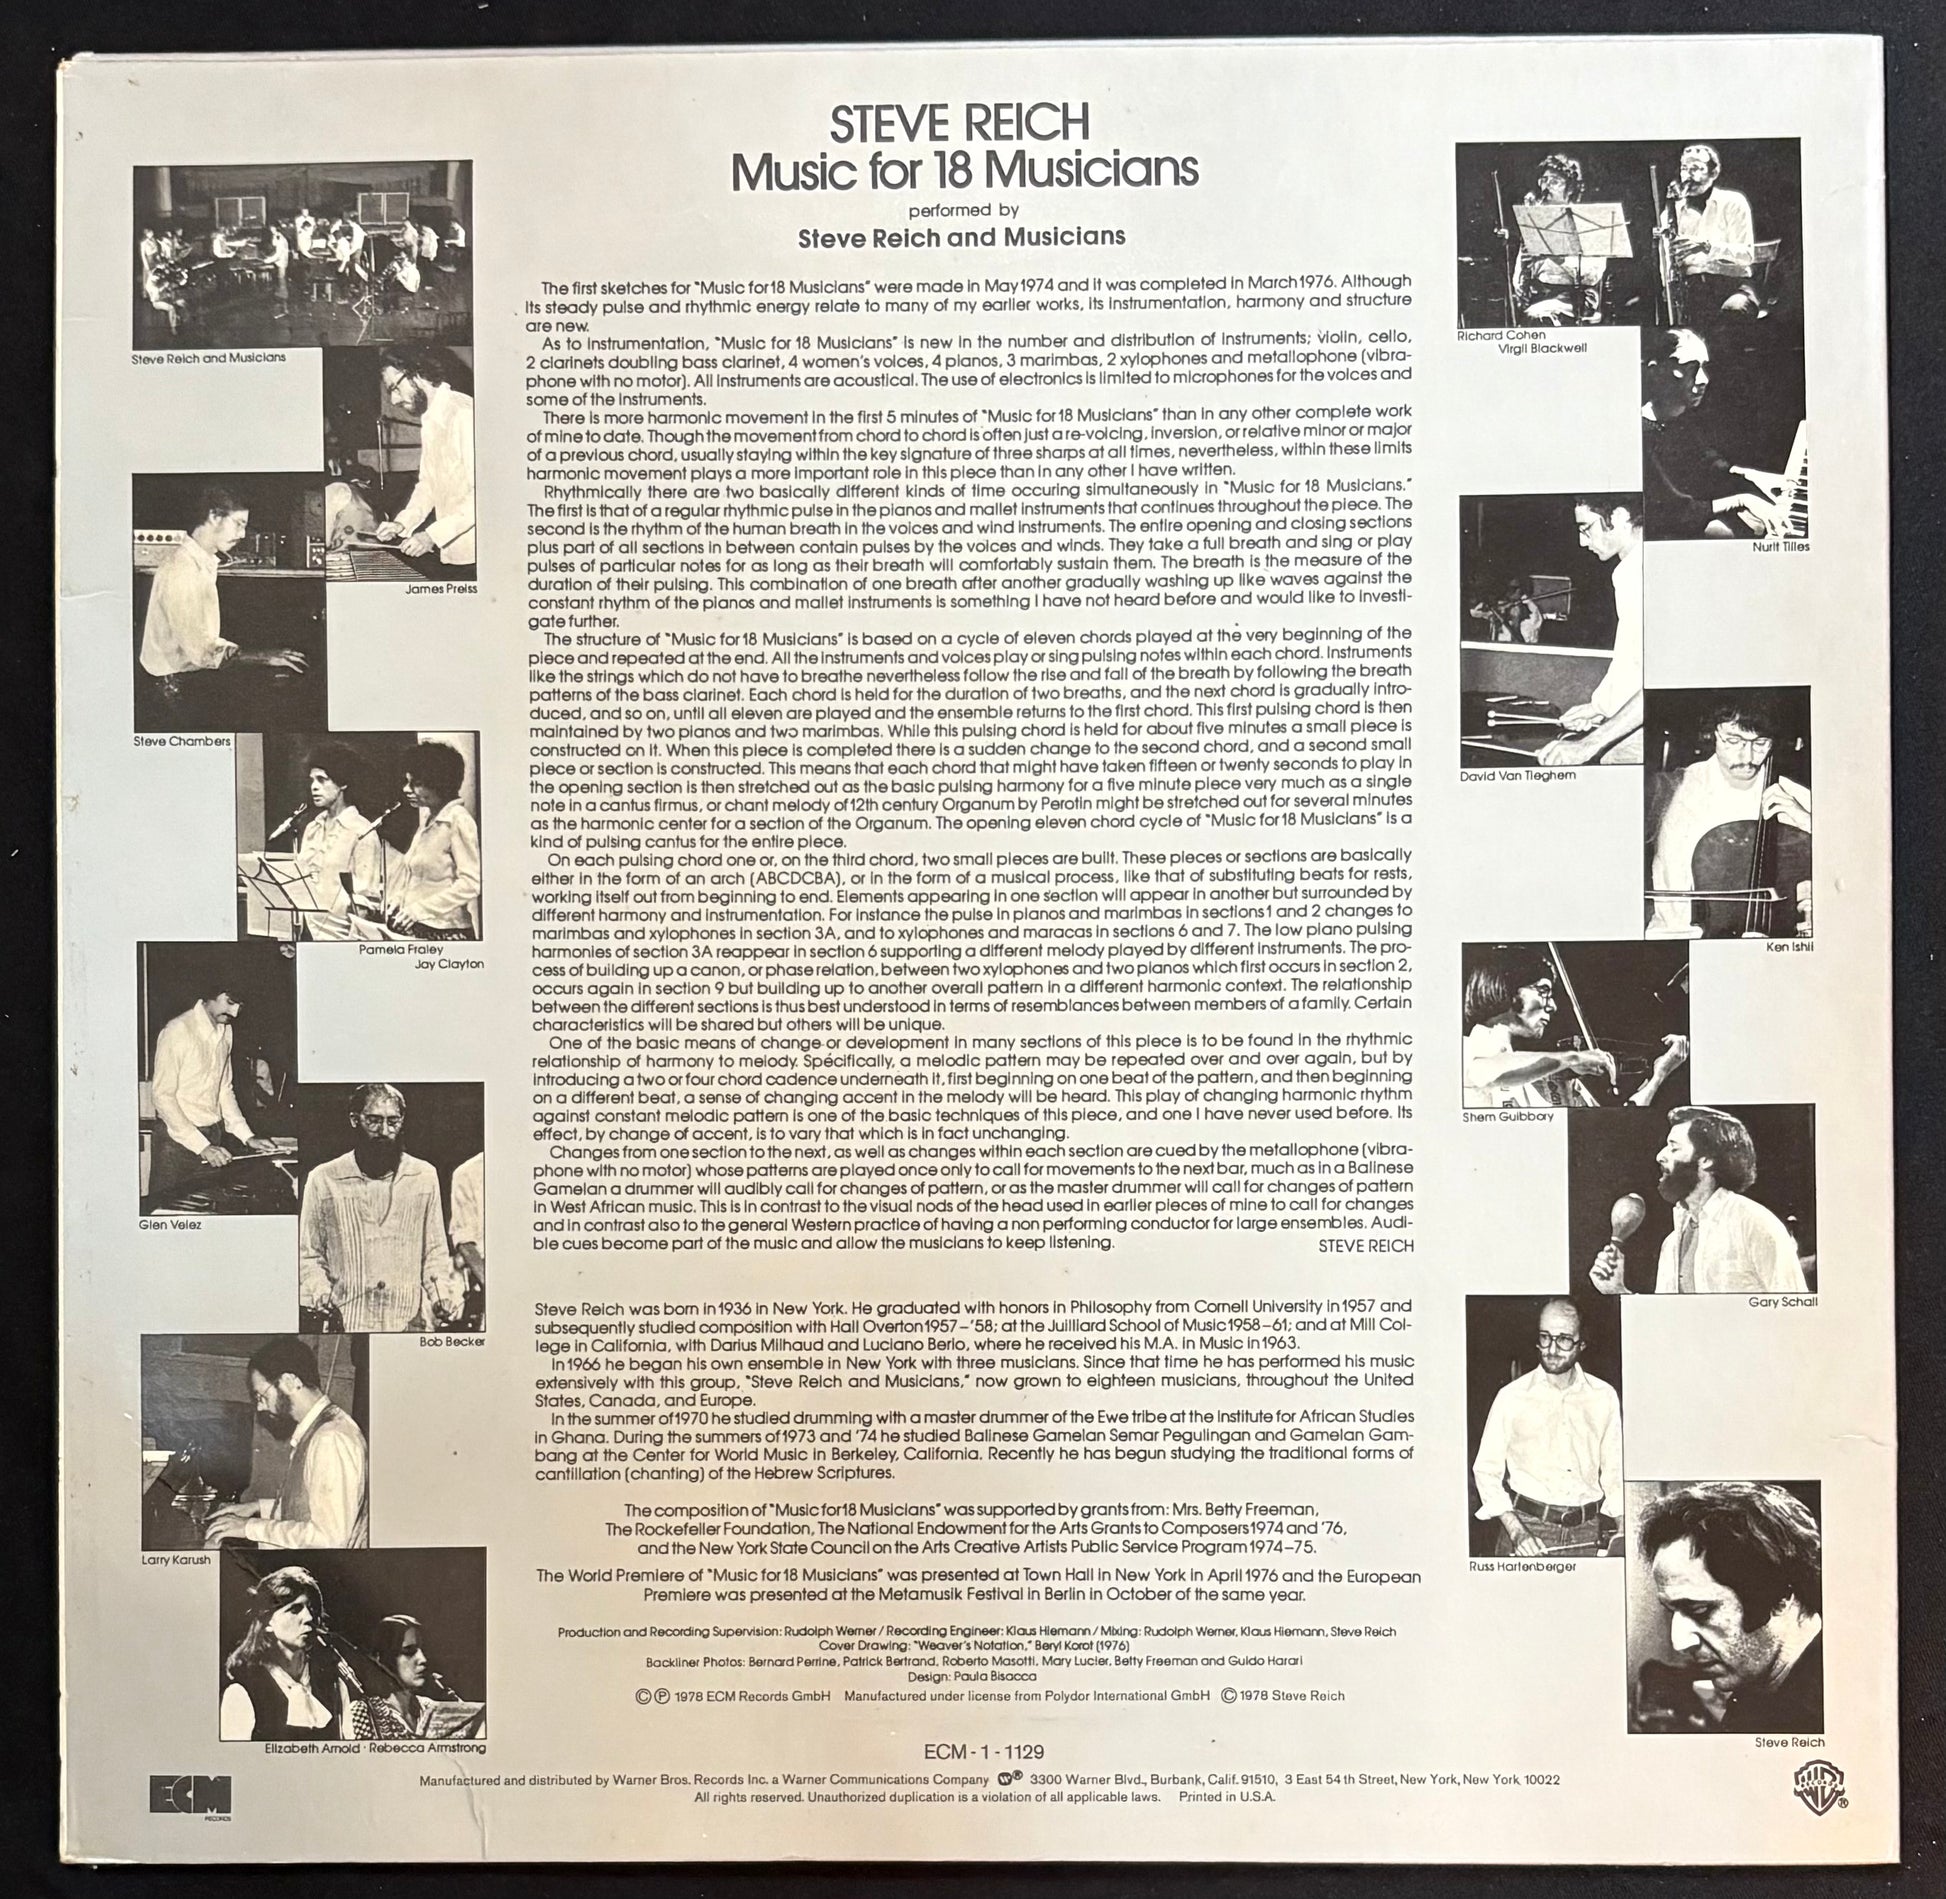 STEVE REICH
Music for 18 Musicians
performed by
Steve Reich and Musicians
The first sketches for "Music for 18 Musicians" were made in May 1974 and it was completed in March 1976. Although
its steady pulse and rhythmic energy relate to many of my earlier works, its instrumentation, harmony and structure
are new.
As to instrumentation, "Music for 18 Musicians" is new in the number and distribution of instruments; violin, cello,
2 clarinets doubling bass clarinet, 4 women's voices, 4 pianos, 3 marimbas, 2 xylophones and metallophone (vibra-
phone with no motor). All instruments are acoustical. The use of electronics is limited to microphones for the voices and
some of the instruments.
There is more harmonic movement in the first 5 minutes of "Music for 18 Musicians" than in any other complete work
of mine to date. Though the movement from chord to chord is often just a re-voicing, inversion, or relative minor or major
of a previous chord, usually staying within the key signature of three sharps at all times, nevertheless, within these limits
harmonic movement plays a more important role in this piece than in any other I have written.
Rhythmically there are two basically different kinds of time occuring simultaneously in "Music for 18 Musicians."
The first is that of a regular rhythmic pulse in the pianos and mallet instruments that continues throughout the piece. The
second is the rhythm of the human breath in the voices and wind instruments. The entire opening and closing sections
plus part of all sections in between contain pulses by the voices and winds. They take a full breath and sing or play
pulses of particular notes for as long as their breath will comfortably sustain them. The breath is the measure of the
duration of their pulsing. This combination of one breath after another gradually washing up like waves against the
constant rhythm of the pianos and mallet instruments is something I have not heard before and would like to investi-
gate further.
The structure of "Music for 18 Musicians" is based on a cycle of eleven chords played at the very beginning of the
piece and repeated at the end. All the instruments and voices play or sing pulsing notes within each chord. Instruments
like the strings which do not have to breathe nevertheless follow the rise and fall of the breath by following the breath
patterns of the bass clarinet. Each chord is held for the duration of two breaths, and the next chord is gradually intro-
duced, and so on, until all eleven are played and the ensemble returns to the first chord. This first pulsing chord is then
maintained by two pianos and two marimbas. While this pulsing chord is held for about five minutes a small piece is
constructed on it. When this piece is completed there is a sudden change to the second chord, and a second small
piece or section is constructed. This means that each chord that might have taken fifteen or twenty seconds to play in
the opening section is then stretched out as the basic pulsing harmony for a five minute piece very much as a single
note in a cantus firmus, or chant melody of 12th century Organum by Perotin might be stretched out for several minutes
as the harmonic center for a section of the Organum. The opening eleven chord cycle of "Music for 18 Musicians" is a
kind of pulsing cantus for the entire piece.
On each pulsing chord one or, on the third chord, two small pieces are built. These pieces or sections are basically
either in the form of an arch (ABCDCBA), or in the form of a musical process, like that of substituting beats for rests,
working itself out from beginning to end. Elements appearing in one section will appear in another but surrounded by
different harmony and instrumentation. For instance the pulse in pianos and marimbas in sections 1 and 2 changes to
marimbas and xylophones in section 3A, and to xylophones and maracas in sections 6 and 7. The low piano pulsing
harmonies of section 3A reappear in section 6 supporting a different melody played by different instruments. The pro-
cess of building up a canon, or phase relation, between two xylophones and two pianos which first occurs in section 2,
occurs again in section 9 but building up to another overall pattern in a different harmonic context. The relationship
between the different sections is thus best understood in terms of resemblances between members of a family. Certain
characteristics will be shared but others will be unique.
One of the basic means of change or development in many sections of this piece is to be found in the rhythmic
relationship of harmony to melody. Specifically, a melodic pattern may be repeated over and over again, but by
introducing a two or four chord cadence underneath it, first beginning on one beat of the pattern, and then beginning
on a different beat, a sense of changing accent in the melody will be heard. This play of changing harmonic rhythm
against constant melodic pattern is one of the basic techniques of this piece, and one I have never used before. Its
effect, by change of accent, is to vary that which is in fact unchanging.
Changes from one section to the next, as well as changes within each section are cued by the metallophone (vibra-
phone with no motor) whose patterns are played once only to call for movements to the next bar, much as in a Balinese
Gamelan a drummer will audibly call for changes of pattern, or as the master drummer will call for changes of pattern
in West African music. This is in contrast to the visual nods of the head used in earlier pieces of mine to call for changes
and in contrast also to the general Western practice of having a non performing conductor for large ensembles. Audi-
ble cues become part of the music and allow the musicians to keep listening.
STEVE REICH
Steve Reich was born in 1936 in New York. He graduated with honors in Philosophy from Cornell University in 1957 and
subsequently studied composition with Hall Overton 1957-'58; at the Juilliard School of Music 1958-61; and at Mill Col-
lege in California, with Darius Milhaud and Luciano Berio, where he received his M.A. in Music in 1963.
In 1966 he began his own ensemble in New York with three musicians. Since that time he has performed his music
extensively with this group, "Steve Reich and Musicians," now grown to eighteen musicians, throughout the United
States, Canada, and Europe.
In the summer of 1970 he studied drumming with a master drummer of the Ewe tribe at the Institute for African Studies
in Ghana. During the summers of 1973 and '74 he studied Balinese Gamelan Semar Pegulingan and Gamelan Gam-
bang at the Center for World Music in Berkeley, California. Recently he has begun studying the traditional forms of
cantillation (chanting) of the Hebrew Scriptures.
The composition of "Music for 18 Musicians" was supported by grants from: Mrs. Betty Freeman,
The Rockefeller Foundation, The National Endowment for the Arts Grants to Composers 1974 and '76,
and the New York State Council on the Arts Creative Artists Public Service Program 1974-75.
The World Premiere of "Music for 18 Musicians" was presented at Town Hall in New York in April 1976 and the European
Premiere was presented at the Metamusik Festival in Berlin in October of the same year.
Production and Recording Supervision: Rudolph Werner / Recording Engineer: Klaus Hiemann / Mixing: Rudolph Werner, Klaus Hiemann, Steve Reich
Cover Drawing: "Weaver's Notation," Beryl Korot (1976)
Backliner Photos: Bernard Perrine, Patrick Bertrand, Roberto Masotti, Mary Lucier, Betty Freeman and Guido Harari
Design: Paula Bisacca
©℗ 1978 ECM Records GmbH Manufactured under license from Polydor International GmbH © 1978 Steve Reich
ECM-1-1129
Manufactured and distributed by Warner Bros. Records Inc. a Warner Communications Company W® 3300 Warner Blvd., Burbank, Calif. 91510, 3 East 54th Street, New York, New York 10022
All rights reserved. Unauthorized duplication is a violation of all applicable laws. Printed in U.S.A.
Steve Reich and Musicians
James Preiss
Steve Chambers
Pamela Fraley
Jay Clayton
Glen Velez
Bob Becker
Larry Karush
Elizabeth Arnold · Rebecca Armstrong
ECM
RECORDS
Richard Cohen
Virgil Blackwell
Nurit Tilles
David Van Tieghem
Ken Ishii
Shem Guibbory
Gary Schall
Russ Hartenberger
Steve Reich
WB
RECORDS
®